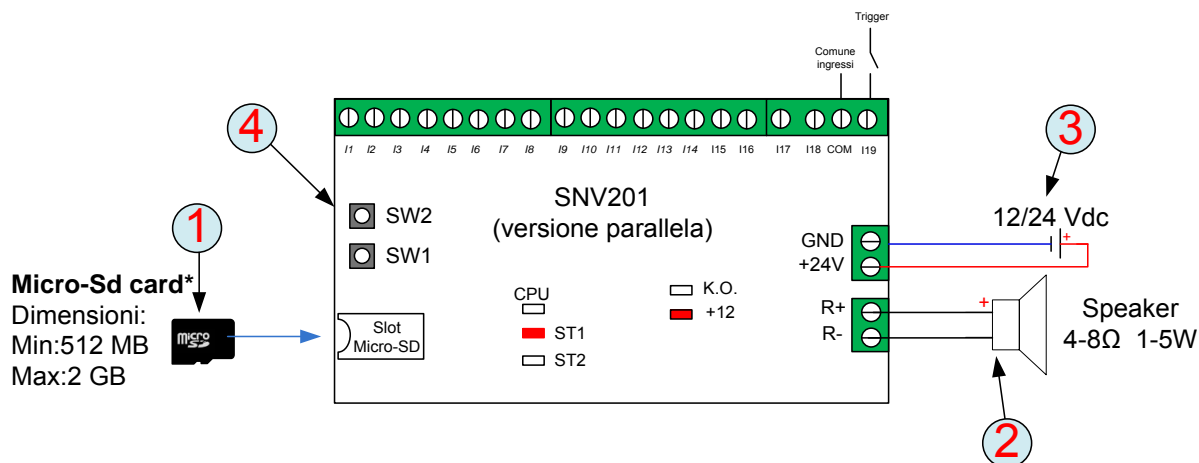 Trigger
Comune
ingressi
4
3
I1 I2 I3 I4 I5 I6 I7 I8 I9 I10 I11 I12 I13 I14 I15 I16 I17 I18 COM I19
SNV201
(versione parallela)
12/24 Vdc
+
1
SW2
SW1
GND
+24V
Micro-Sd card*
Dimensioni:
Min:512 MB
Max:2 GB
micro
SD
Slot
Micro-SD
CPU
ST1
ST2
K.O.
+12
R+
R-
+
Speaker
4-8Ω 1-5W
2